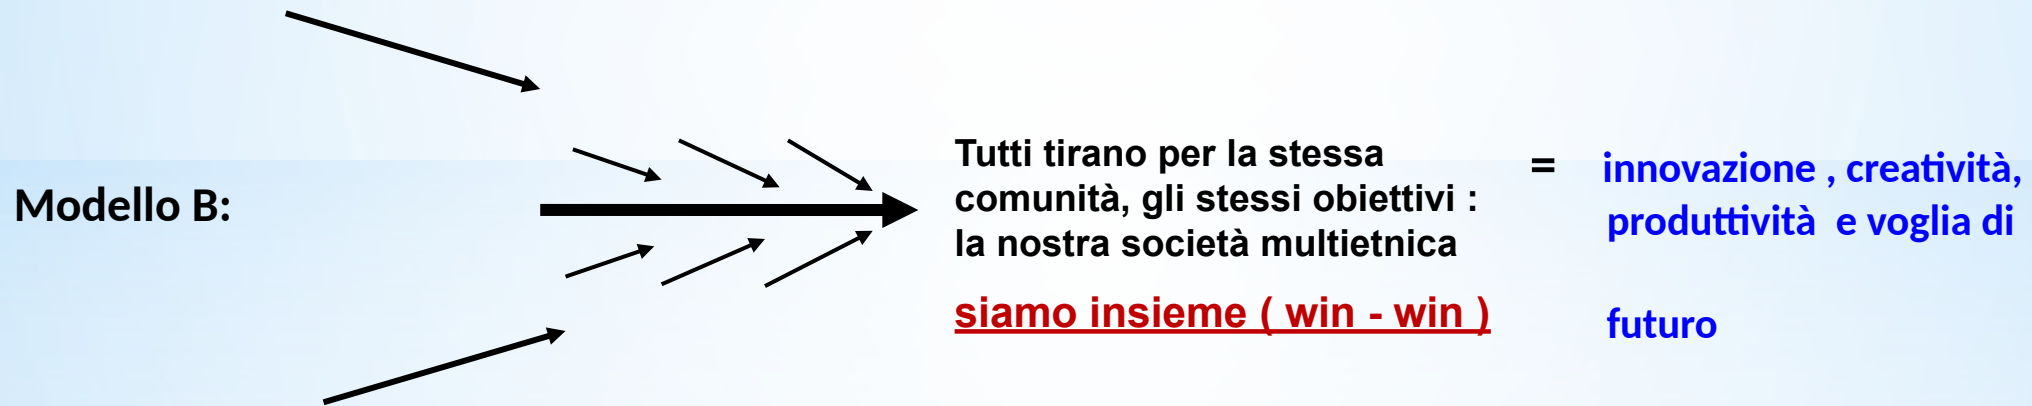 Modello B:
Tutti tirano per la stessa
comunità, gli stessi obiettivi :
la nostra società multietnica
siamo insieme ( win - win )
=
innovazione , creatività,
produttività  e voglia di
futuro